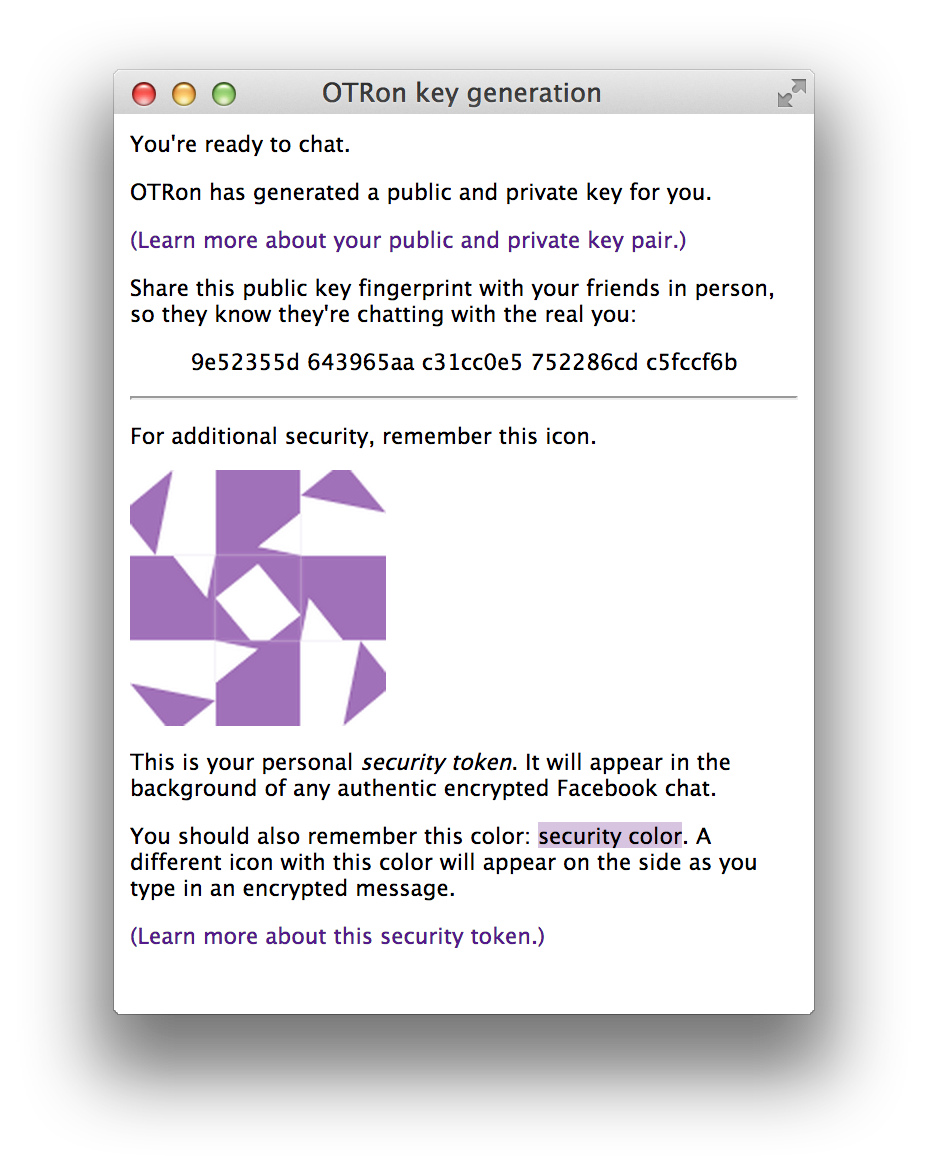 OTRon key generation
You're ready to chat.
OTRon has generated a public and private key for you.
(Learn more about your public and private key pair.)
Share this public key fingerprint with your friends in person,
so they know they're chatting with the real you:
9e52355d 643965aa c31cc0e5 752286cd c5fccf6b
For additional security, remember this icon.
This is your personal security token. It will appear in the
background of any authentic encrypted Facebook chat.
You should also remember this color: security color. A
different icon with this color will appear on the side as you
type in an encrypted message.
(Learn more about this security token.)